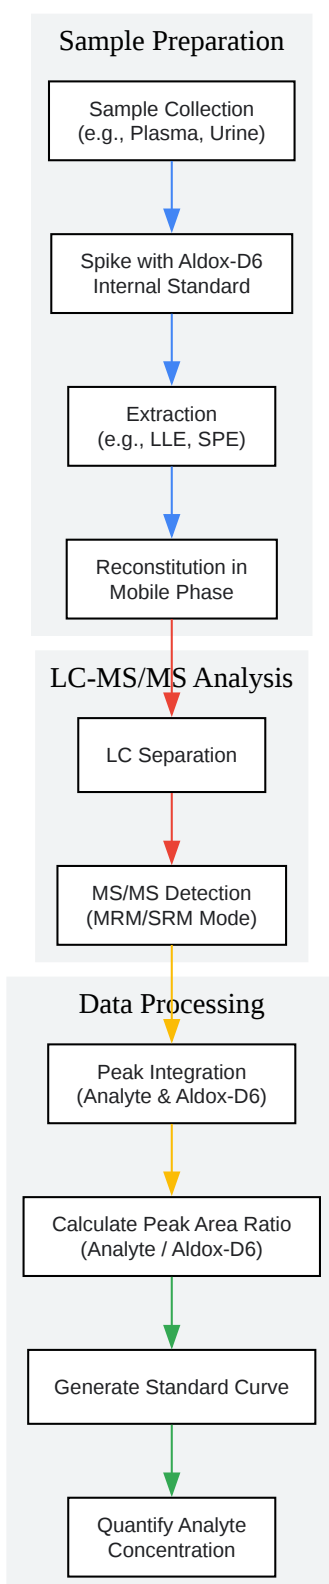 Sample Preparation
Sample Collection
(e.g., Plasma, Urine)
Spike with Aldox-D6
Internal Standard
Extraction
(e.g., LLE, SPE)
Reconstitution in
Mobile Phase
LC-MS/MS Analysis
LC Separation
MS/MS Detection
(MRM/SRM Mode)
Data Processing
Peak Integration
(Analyte & Aldox-D6)
Calculate Peak Area Ratio
(Analyte / Aldox-D6)
Generate Standard Curve
Quantify Analyte
Concentration